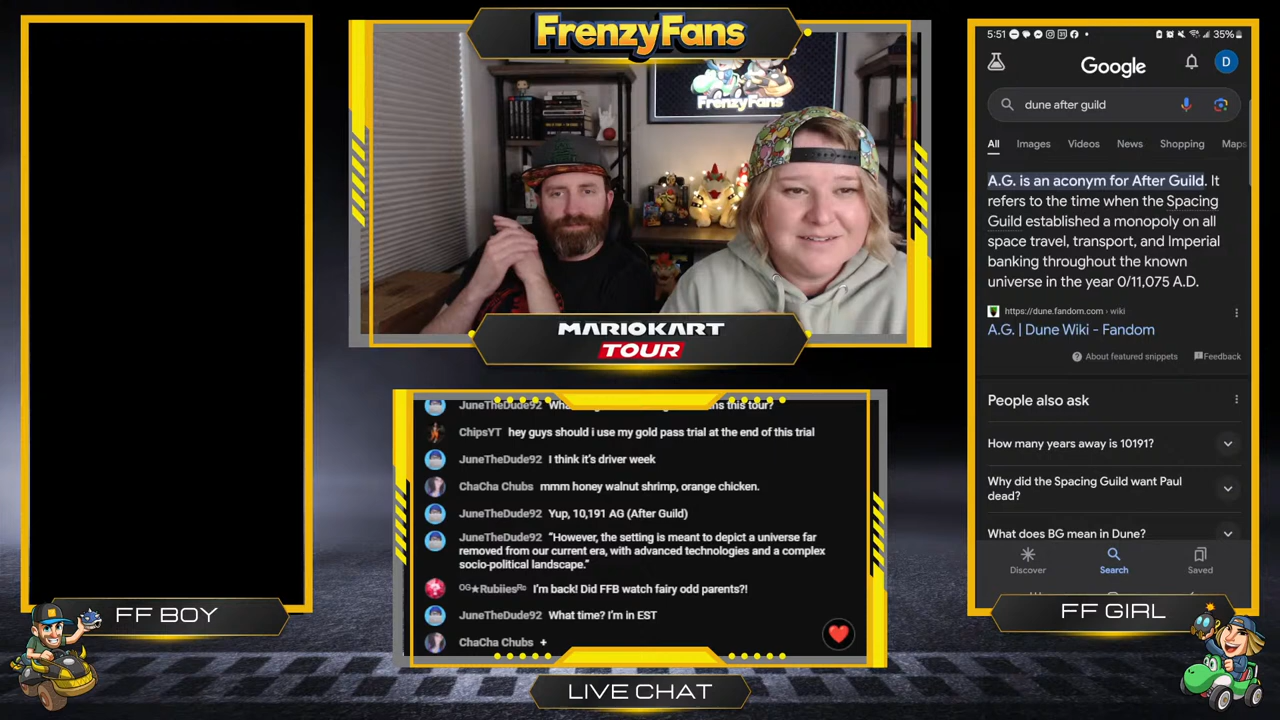 FrenzyFans
FrenzyFans
MARIOKART
TOUR
JuneTheDude92 this tour?
ChipsYT hey guys should i use my gold pass trial at the end of this trial
JuneTheDude92 I think it's driver week
ChaCha Chubs mmm honey walnut shrimp, orange chicken.
JuneTheDude92 Yup, 10,191 AG (After Guild)
JuneTheDude92 “However, the setting is meant to depict a universe far
removed from our current era, with advanced technologies and a complex
socio-political landscape.”
OG★Rubiies I'm back! Did FFB watch fairy odd parents?!
JuneTheDude92 What time? I'm in EST
ChaCha Chubs +
LIVE CHAT
FF BOY
5:51 35%
Google
D
dune after guild
All Images Videos News Shopping Maps
A.G. is an aconym for After Guild. It
refers to the time when the Spacing
Guild established a monopoly on all
space travel, transport, and Imperial
banking throughout the known
universe in the year 0/11,075 A.D.
https://dune.fandom.com › wiki
A.G. | Dune Wiki - Fandom
About featured snippets Feedback
People also ask
How many years away is 10191?
Why did the Spacing Guild want Paul
dead?
What does BG mean in Dune?
Discover Search Saved
FF GIRL